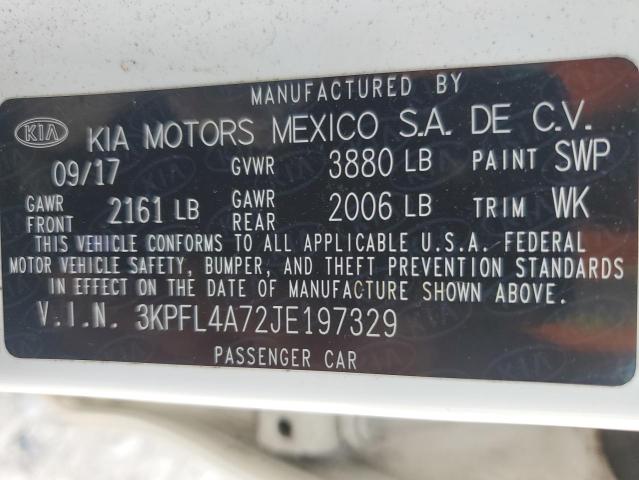 MANUFACTURED BY
KIA KIA MOTORS MEXICO S.A. DE C.V.
09/17 GVWR 3880 LB PAINT SWP
GAWR FRONT 2161 LB GAWR REAR 2006 LB TRIM WK
THIS VEHICLE CONFORMS TO ALL APPLICABLE U.S.A. FEDERAL
MOTOR VEHICLE SAFETY, BUMPER, AND THEFT PREVENTION STANDARDS
IN EFFECT ON THE DATE OF MANUFACTURE SHOWN ABOVE.
V.I.N. 3KPFL4A72JE197329
PASSENGER CAR